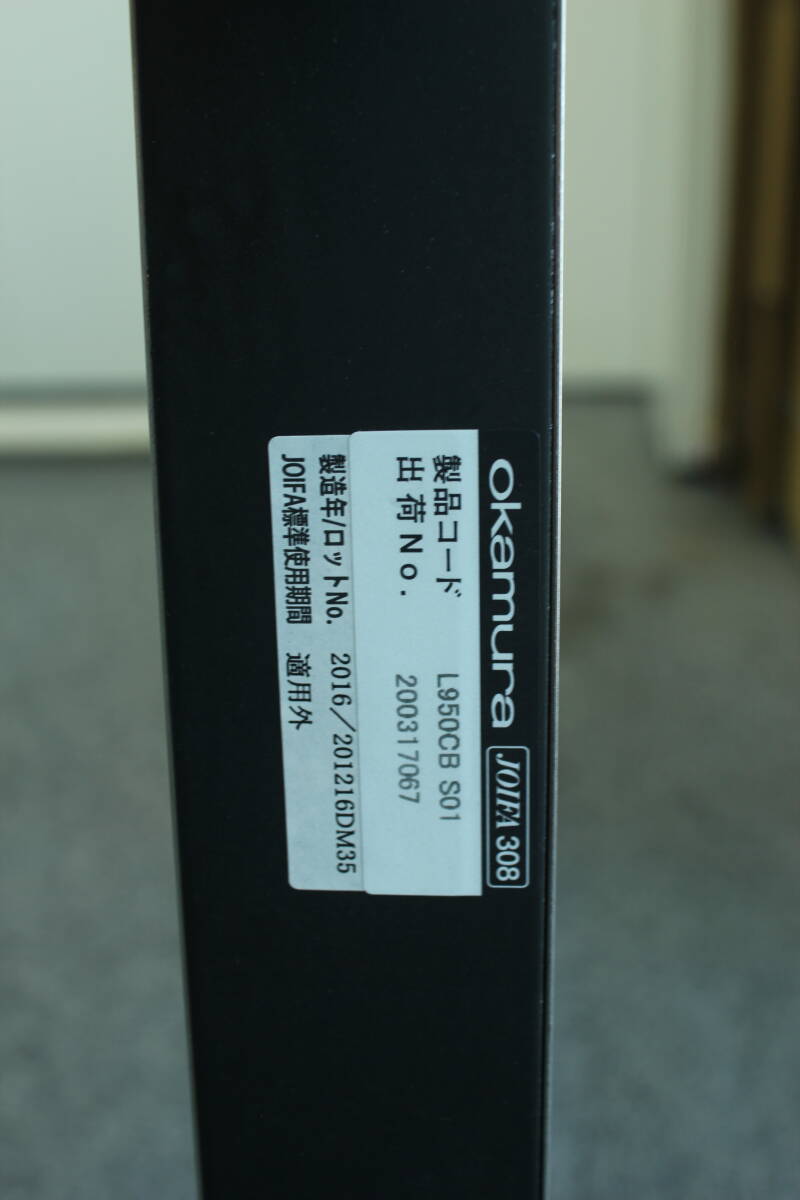 okamura JOIFA 308
製品コード L950CB S01
出荷No. 200317067
製造年/ロットNo. 2016/201216DM35
JOIFA標準使用期間 適用外